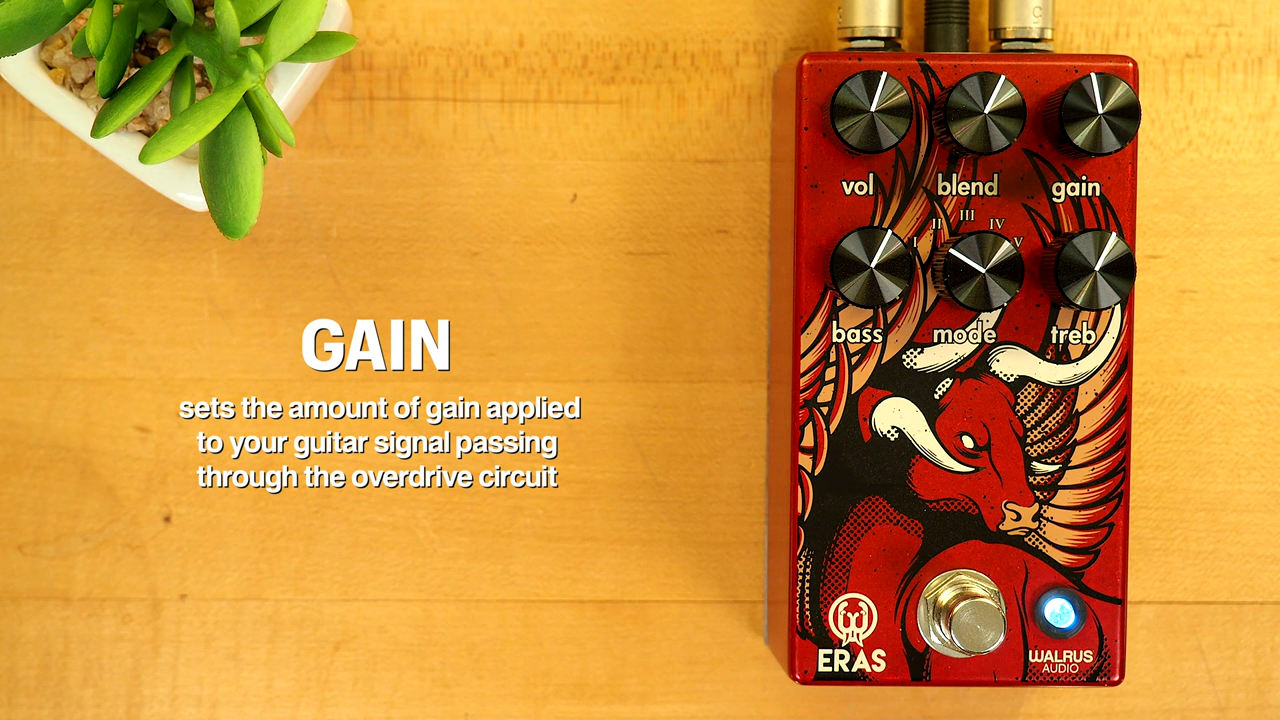 GAIN
sets the amount of gain applied
to your guitar signal passing
through the overdrive circuit
vol blend gain
I II III IV V
bass mode treb
ERAS
WALRUS
AUDIO